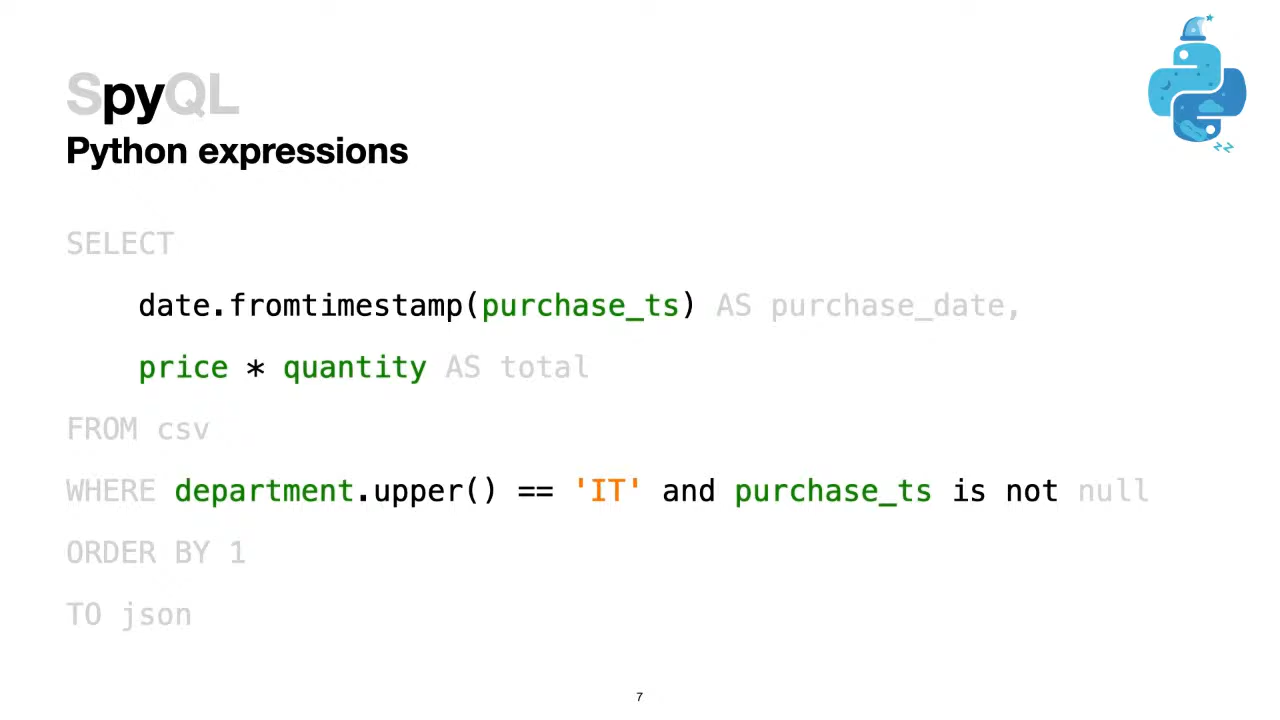 SpyQL
Python expressions
SELECT
date.fromtimestamp(purchase_ts) AS purchase_date,
price * quantity AS total
FROM csv
WHERE department.upper() == 'IT' and purchase_ts is not null
ORDER BY 1
TO json
zz
7